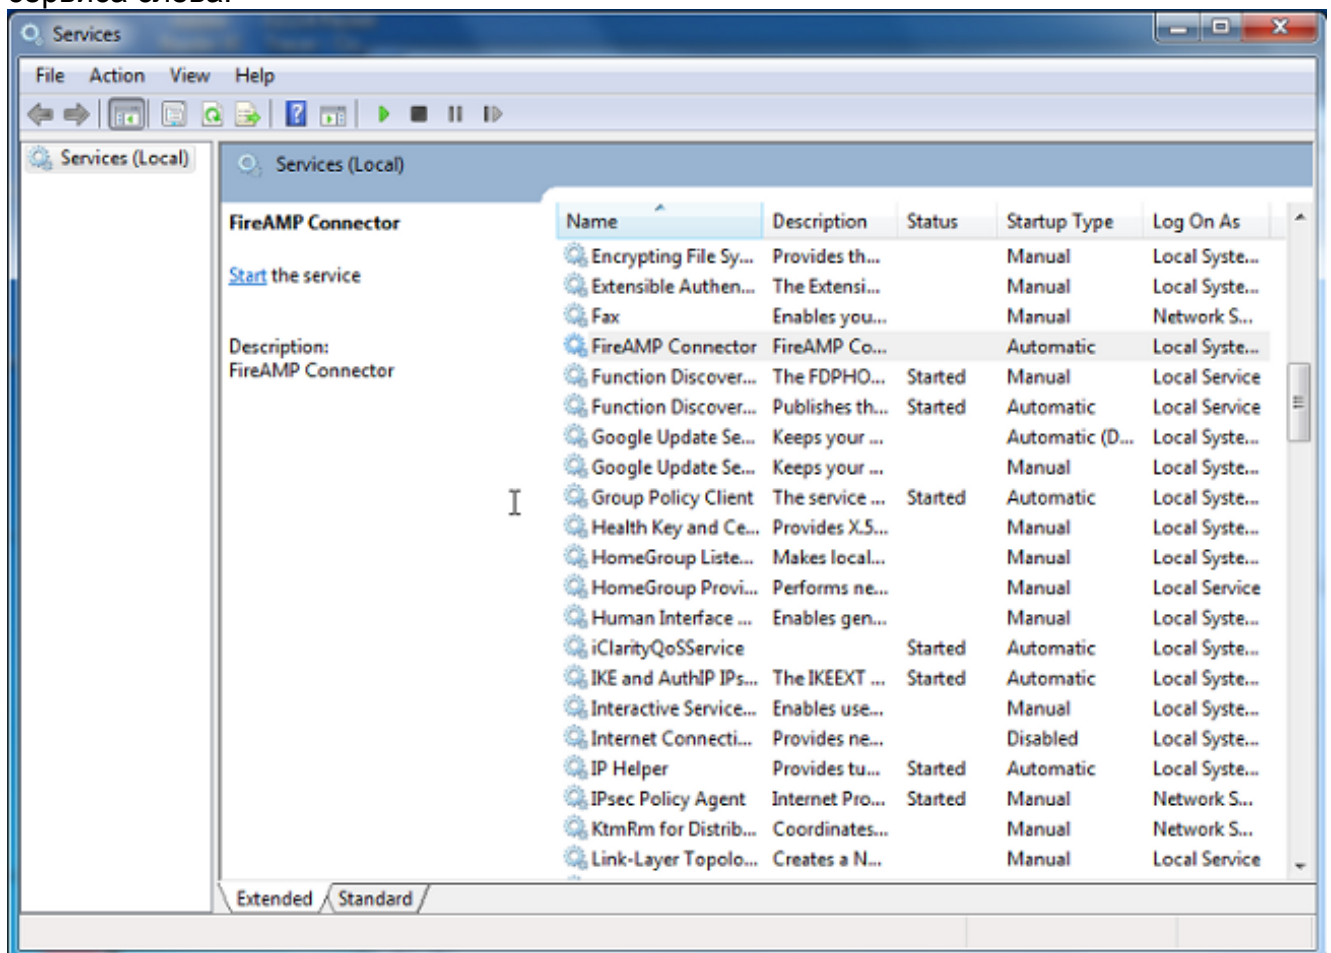 Services
File Action View Help
Services (Local)
Services (Local)
FireAMP Connector
Start the service
Description:
FireAMP Connector
Name Description Status Startup Type Log On As
Encrypting File Sy... Provides th... Manual Local Syste...
Extensible Authen... The Extensi... Manual Local Syste...
Fax Enables you... Manual Network S...
FireAMP Connector FireAMP Co... Automatic Local Syste...
Function Discover... The FDPHO... Started Manual Local Service
Function Discover... Publishes th... Started Automatic Local Service
Google Update Se... Keeps your ... Automatic (D... Local Syste...
Google Update Se... Keeps your ... Manual Local Syste...
Group Policy Client The service ... Started Automatic Local Syste...
Health Key and Ce... Provides X.5... Manual Local Syste...
HomeGroup Liste... Makes local... Manual Local Syste...
HomeGroup Provi... Performs ne... Manual Local Service
Human Interface ... Enables gen... Manual Local Syste...
iClarityQoSService Started Automatic Local Syste...
IKE and AuthIP IPs... The IKEEXT ... Started Automatic Local Syste...
Interactive Service... Enables use... Manual Local Syste...
Internet Connecti... Provides ne... Disabled Local Syste...
IP Helper Provides tu... Started Automatic Local Syste...
IPsec Policy Agent Internet Pro... Started Manual Network S...
KtmRm for Distrib... Coordinates... Manual Network S...
Link-Layer Topolo... Creates a N... Manual Local Service
Extended Standard